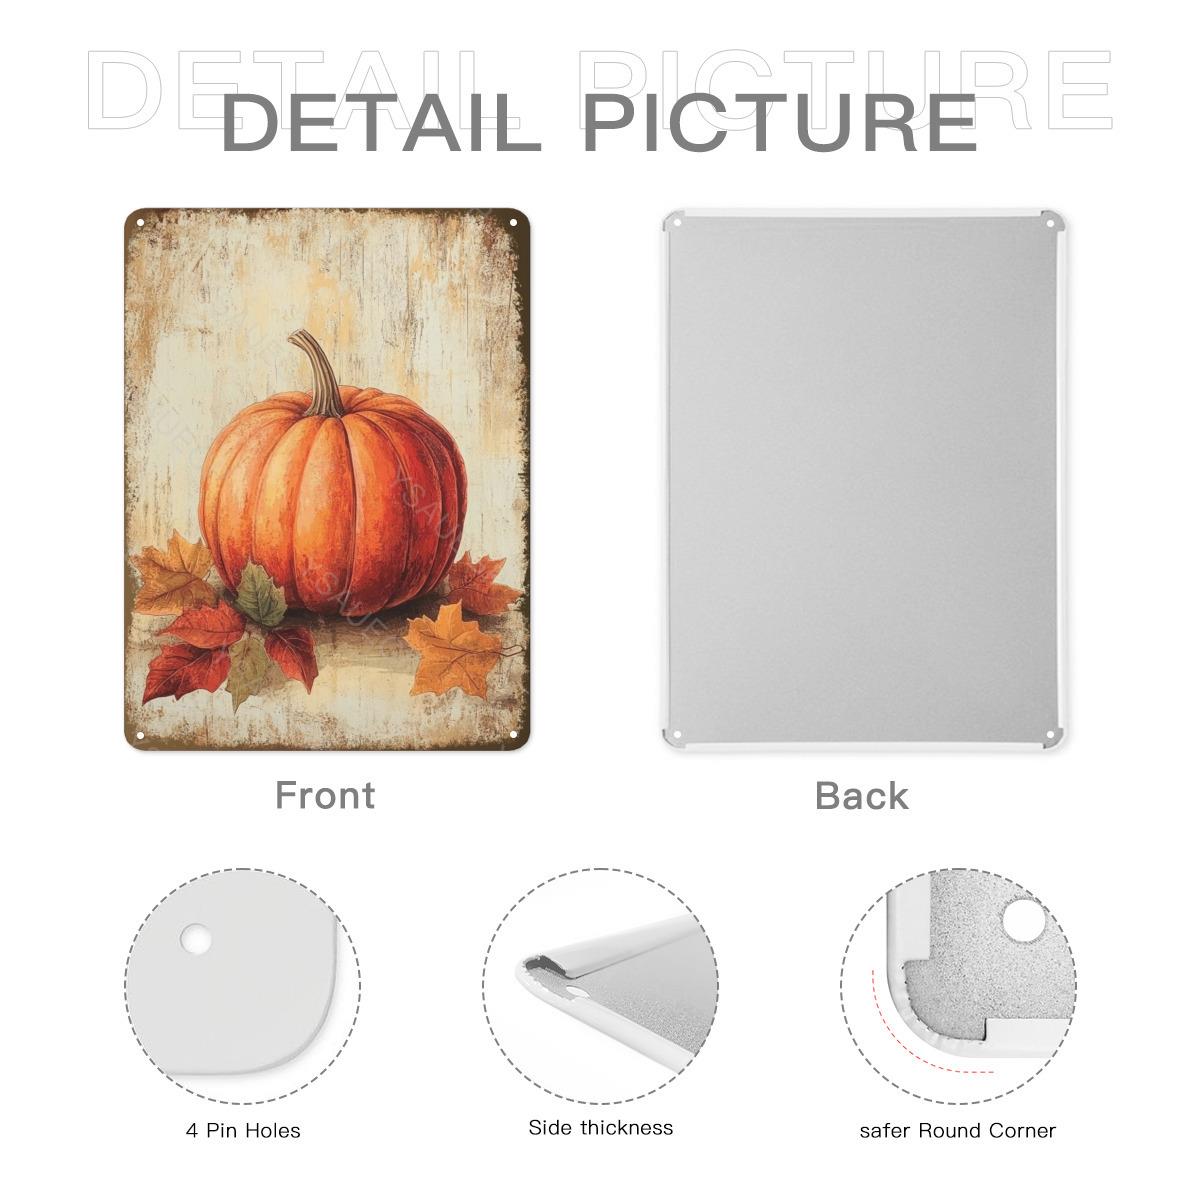 DETAIL PICTURE
DETAIL PICTURE
Front
Back
4 Pin Holes
Side thickness
safer Round Corner